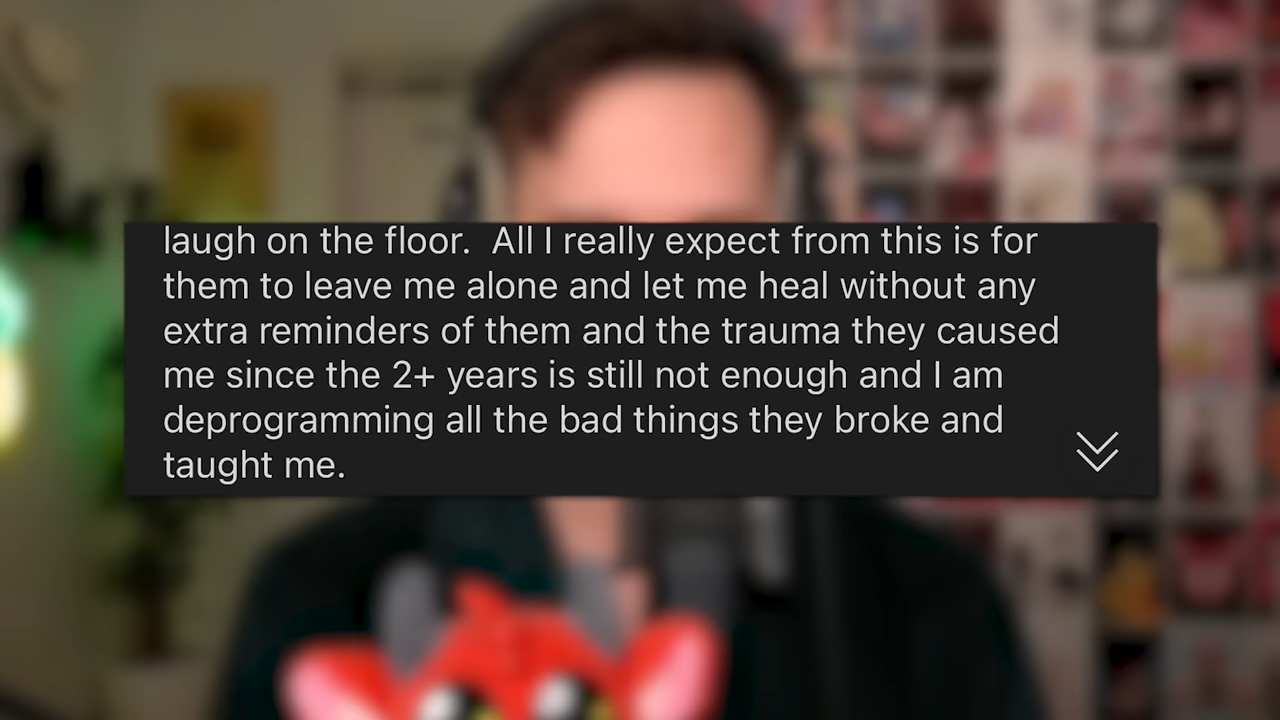 laugh on the floor.  All I really expect from this is for
them to leave me alone and let me heal without any
extra reminders of them and the trauma they caused
me since the 2+ years is still not enough and I am
deprogramming all the bad things they broke and
taught me.